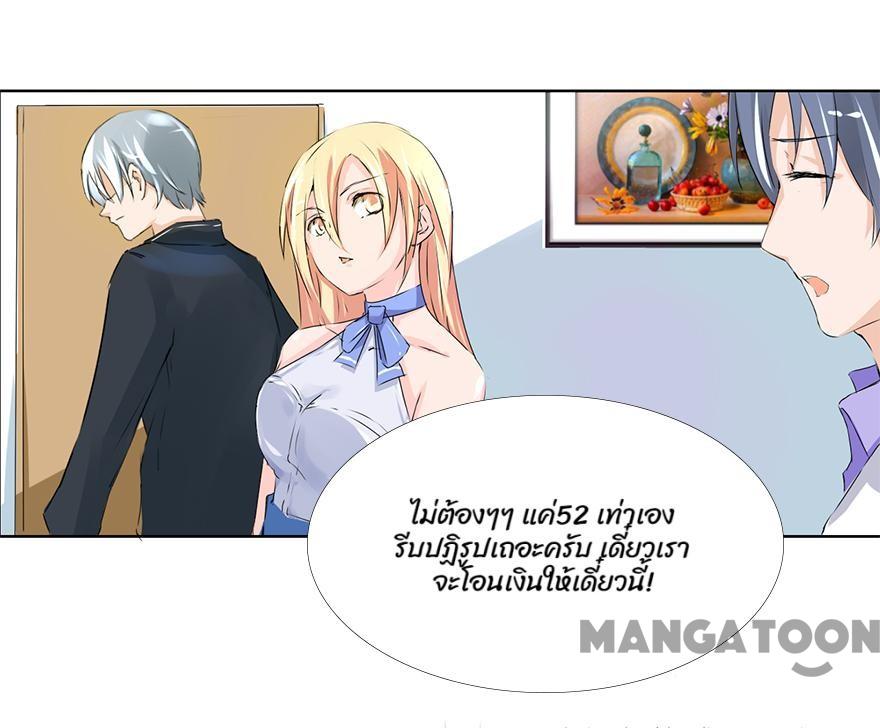 ไม่ต้องๆๆ แค่52 เท่าเอง
รีบปฏิรูปเถอะครับ เดี๋ยวเรา
จะโอนเงินให้เดี๋ยวนี้!
MANGATOON